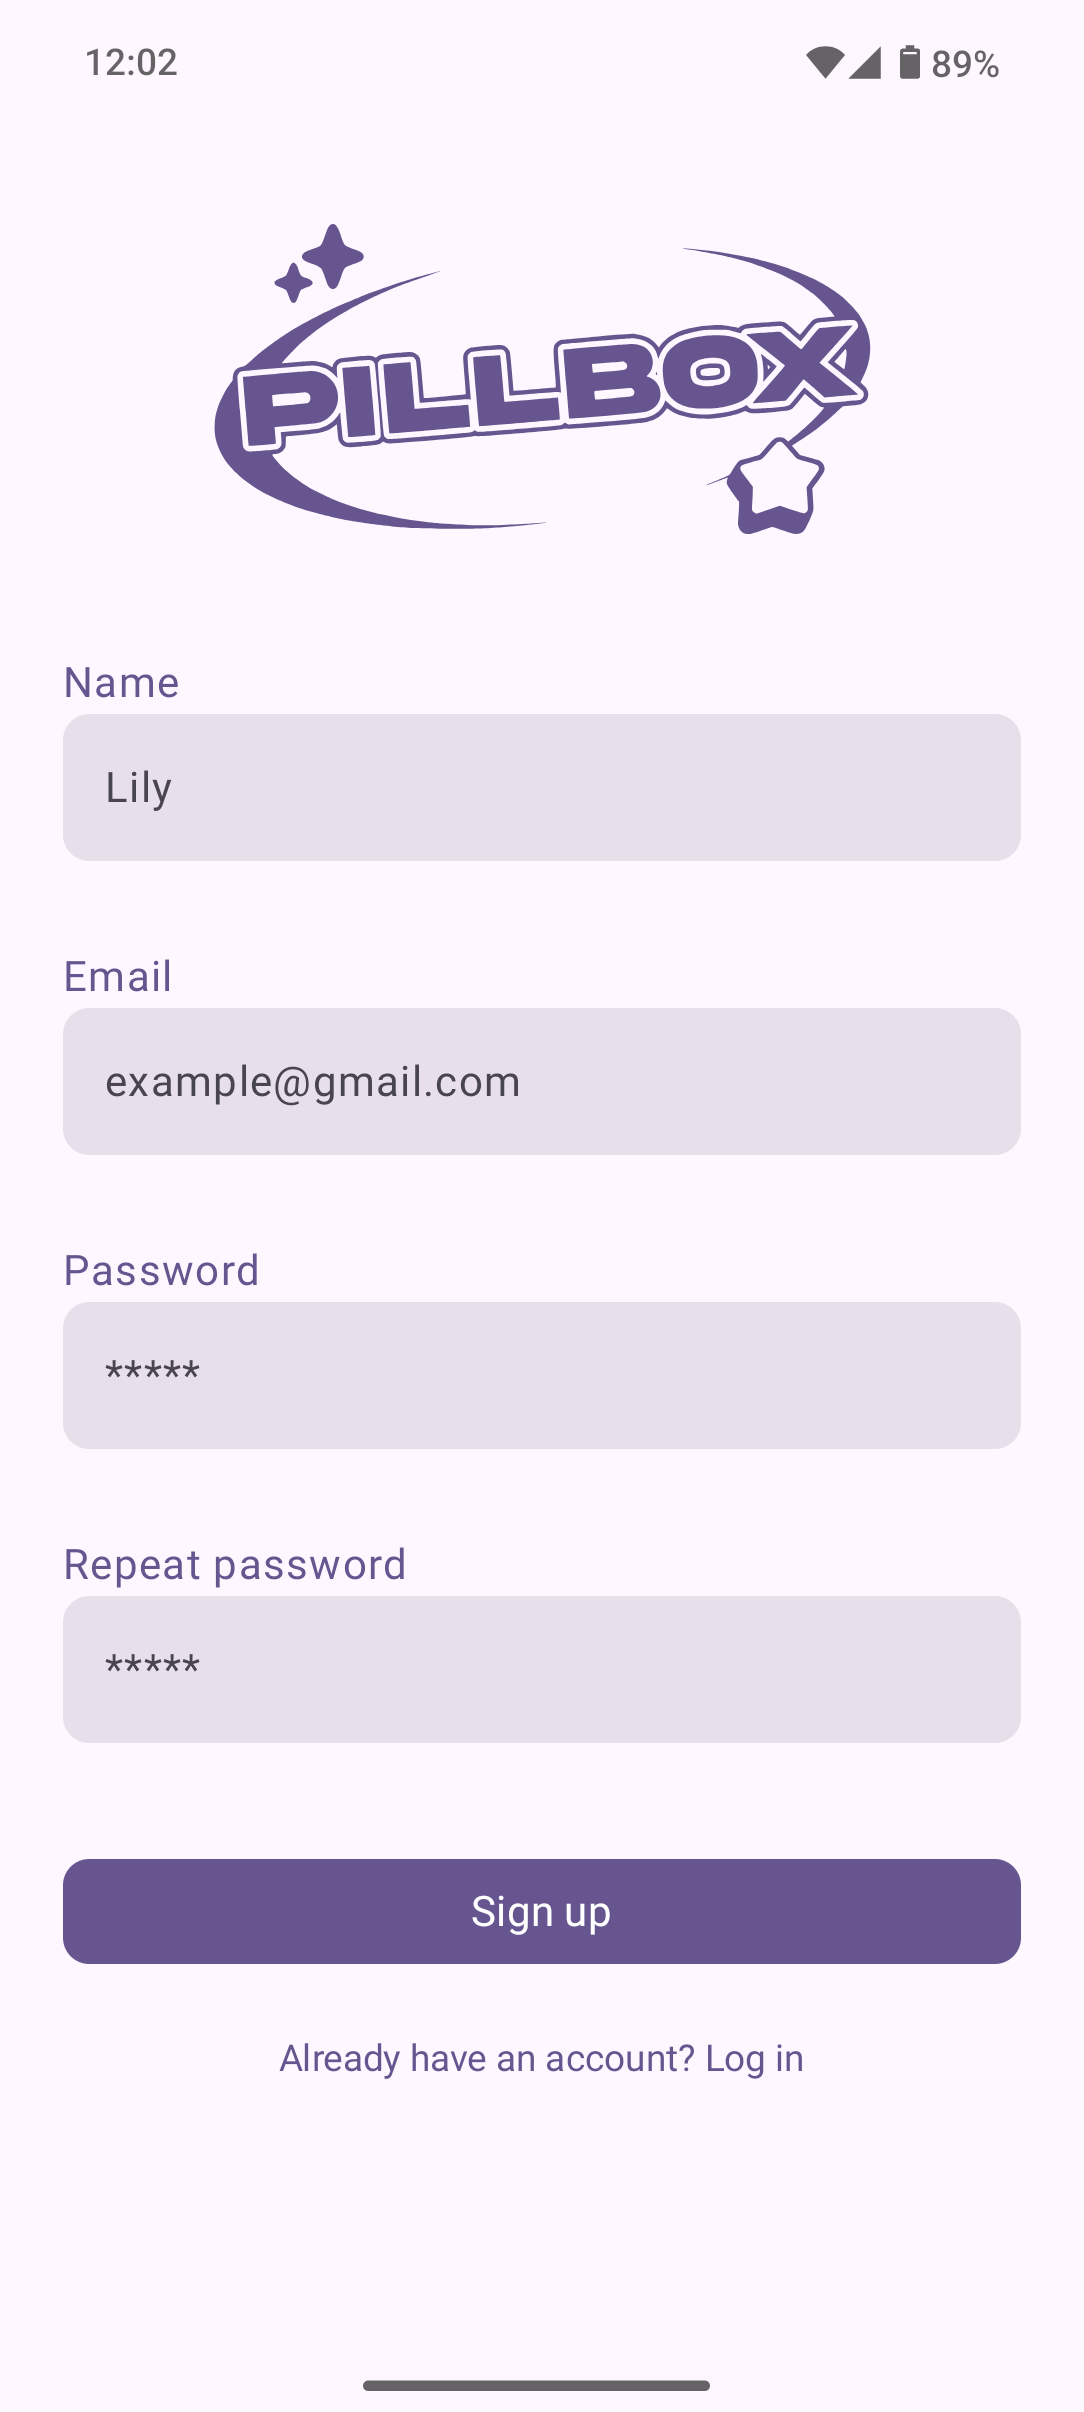 12:02
89%
PILLBOX
Name
Lily
Email
example@gmail.com
Password
*****
Repeat password
*****
Sign up
Already have an account? Log in